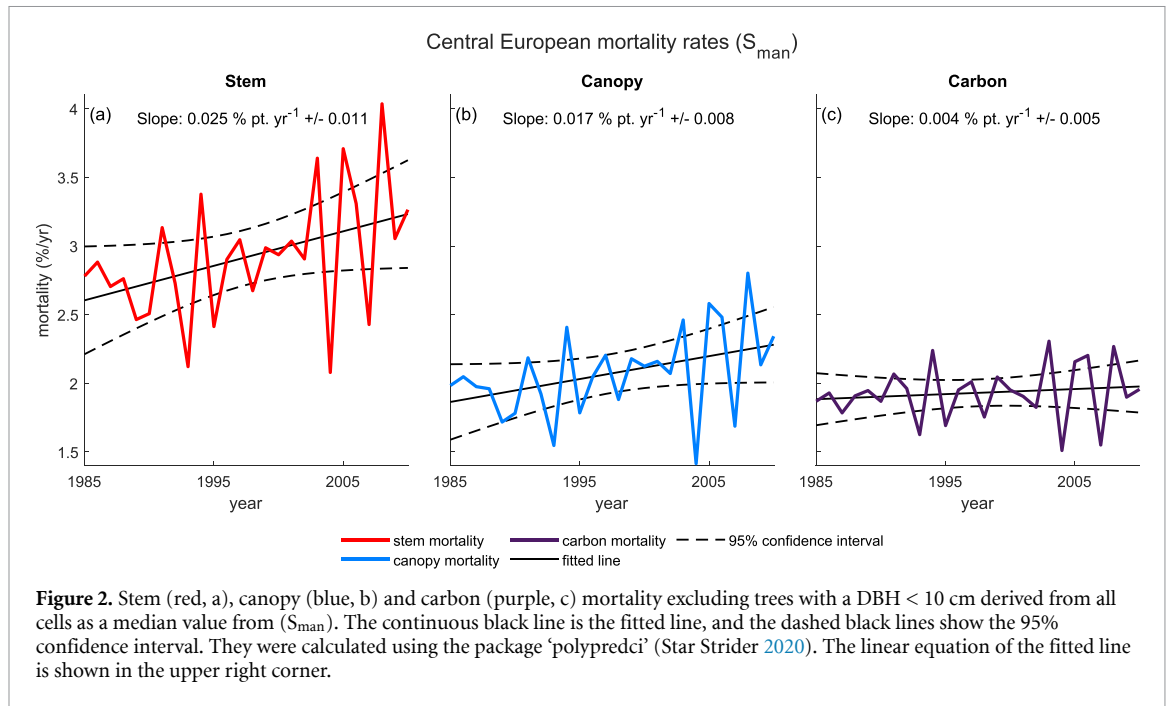 Central European mortality rates (Sman)
Stem
Canopy
Carbon
(a)
Slope: 0.025 % pt. yr-1 +/- 0.011
(b)
Slope: 0.017 % pt. yr-1 +/- 0.008
(c)
Slope: 0.004 % pt. yr-1 +/- 0.005
4
3.5
3
2.5
2
1.5
mortality (%/yr)
1985
1995
2005
1985
1995
2005
1985
1995
2005
year
year
year
stem mortality
carbon mortality
95% confidence interval
canopy mortality
fitted line
Figure 2. Stem (red, a), canopy (blue, b) and carbon (purple, c) mortality excluding trees with a DBH < 10 cm derived from all
cells as a median value from (Sman). The continuous black line is the fitted line, and the dashed black lines show the 95%
confidence interval. They were calculated using the package ‘polypredci’ (Star Strider 2020). The linear equation of the fitted line
is shown in the upper right corner.